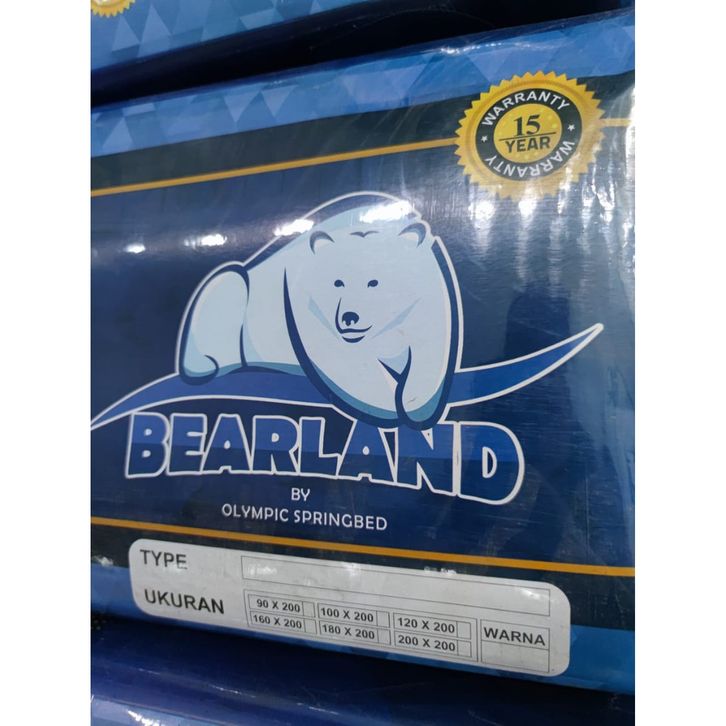 WARRANTY
15
YEAR
WARRANTY
BEARLAND
BY
OLYMPIC SPRINGBED
TYPE
UKURAN
90 X 200 100 X 200 120 X 200
160 X 200 180 X 200 200 X 200
WARNA